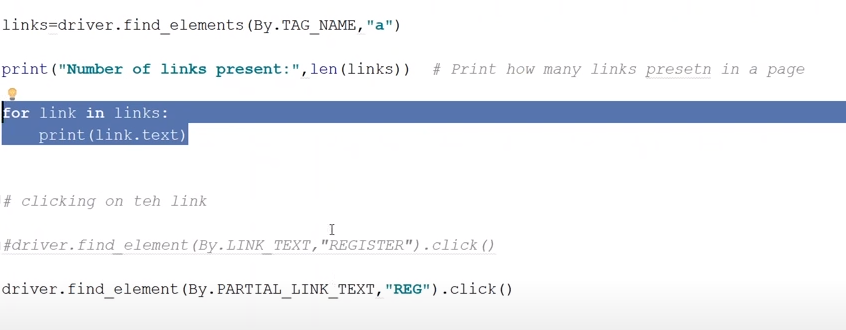 links=driver.find_elements(By.TAG_NAME,"a")
print("Number of links present:",len(links))  # Print how many links presetn in a page
for link in links:
    print(link.text)
# clicking on teh link
#driver.find_element(By.LINK_TEXT,"REGISTER").click()
driver.find_element(By.PARTIAL_LINK_TEXT,"REG").click()